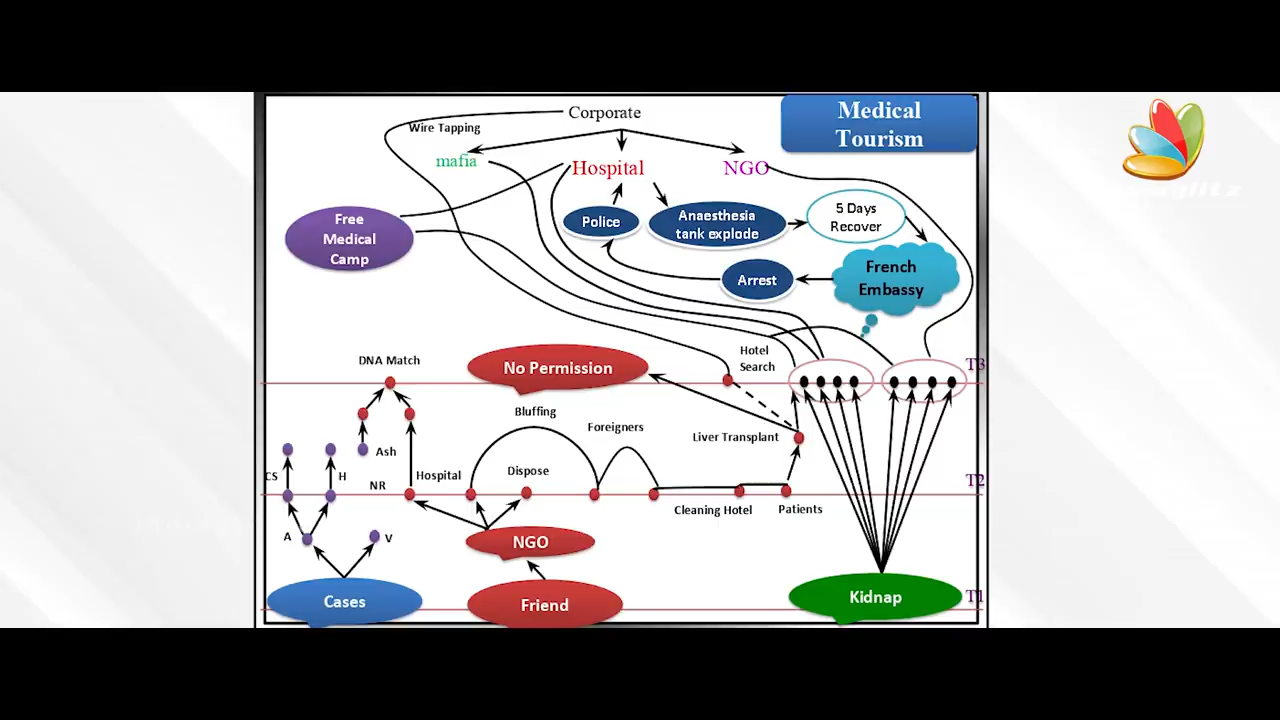 Medical
Tourism
Corporate
Wire Tapping
mafia
Hospital
NGO
Free
Medical
Camp
Police
Anaesthesia
tank explode
5 Days
Recover
French
Embassy
Arrest
T3
DNA Match
No Permission
Hotel
Search
Bluffing
Foreigners
Liver Transplant
Ash
CS
H
NR
Hospital
Dispose
T2
Cleaning Hotel
Patients
A
V
NGO
Cases
Friend
Kidnap
T1